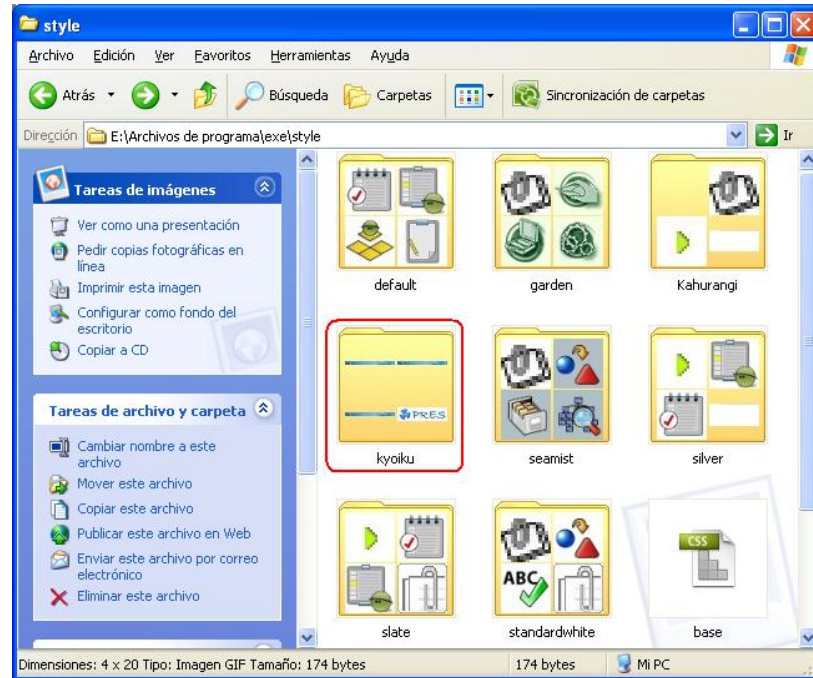 style
Archivo Edición Ver Favoritos Herramientas Ayuda
Atrás Búsqueda Carpetas Sincronización de carpetas
Dirección E:\Archivos de programa\exe\style Ir
Tareas de imágenes
Ver como una presentación
Pedir copias fotográficas en
línea
Imprimir esta imagen
Configurar como fondo del
escritorio
Copiar a CD
Tareas de archivo y carpeta
Cambiar nombre a este
archivo
Mover este archivo
Copiar este archivo
Publicar este archivo en Web
Enviar este archivo por correo
electrónico
Eliminar este archivo
default garden Kahurangi
PRES
kyoiku seamist silver
ABC
CSS
slate standardwhite base
Dimensiones: 4 x 20 Tipo: Imagen GIF Tamaño: 174 bytes 174 bytes Mi PC